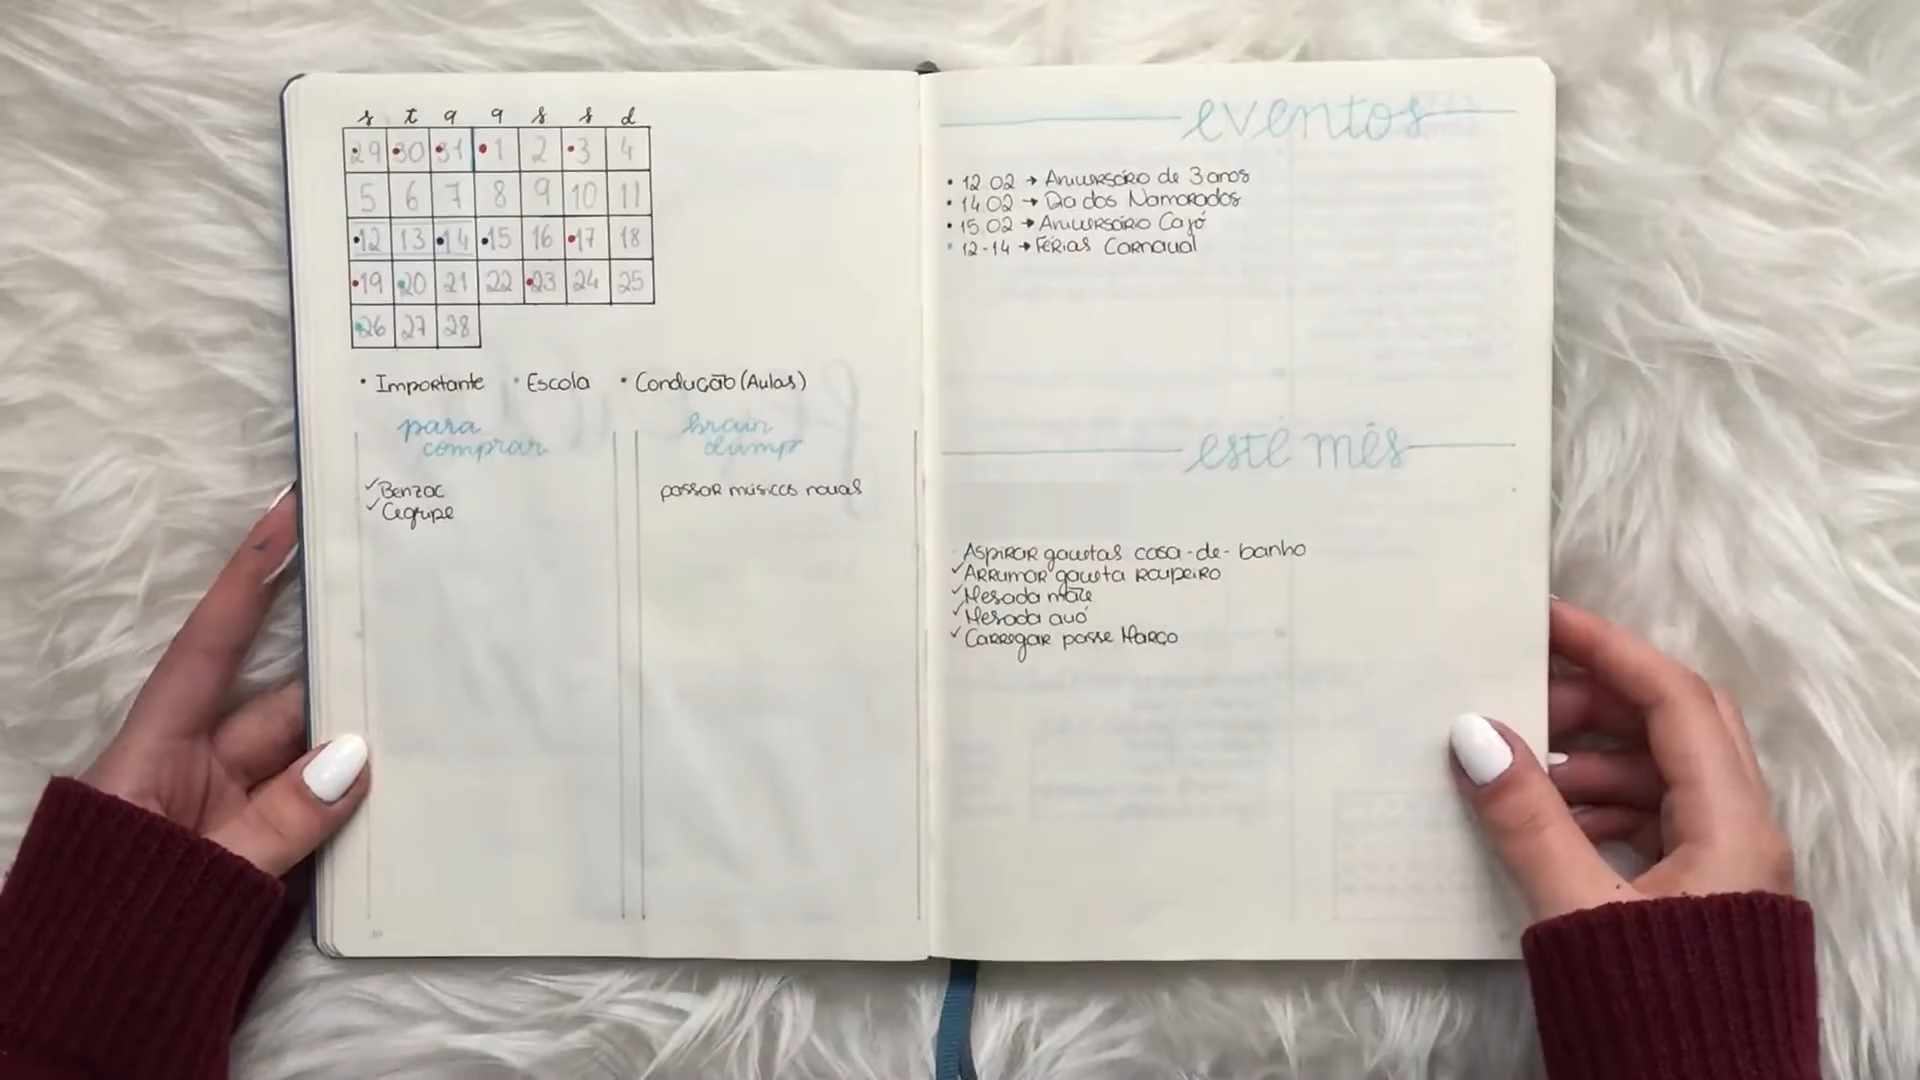 s t q q s s d
29 30 31 1 2 3 4
5 6 7 8 9 10 11
12 13 14 15 16 17 18
19 20 21 22 23 24 25
26 27 28
• Importante • Escola • Condução (Aulas)
para
comprar
✓ Benzac
✓ Cegripe
brain
dump
passar músicas novas
eventos
• 12.02 → Aniversário de 3 anos
• 14.02 → Dia dos Namorados
• 15.02 → Aniversário Cajó
• 12-14 → Férias Carnaval
este mês
Aspirar gavetas casa-de-banho
✓ Arrumar gaveta roupeiro
✓ Mesada mãe
✓ Mesada avó
✓ Carregar passe Março